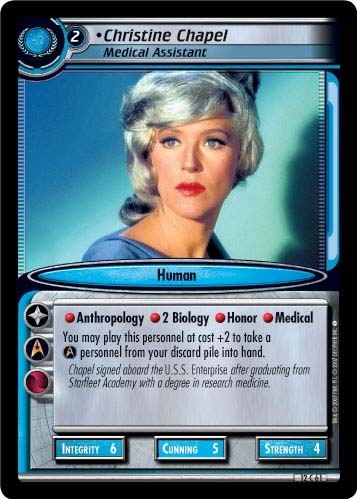 2
•Christine Chapel
Medical Assistant
Human
•Anthropology •2 Biology •Honor •Medical
You may play this personnel at cost +2 to take a
personnel from your discard pile into hand.
Chapel signed aboard the U.S.S. Enterprise after graduating from
Starfleet Academy with a degree in research medicine.
INTEGRITY 6 CUNNING 5 STRENGTH 4
12 C 61